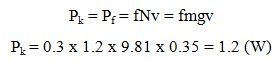 Pk = Pf = fNv = fmgv
Pk = 0.3 x 1.2 x 9.81 x 0.35 = 1.2 (W)